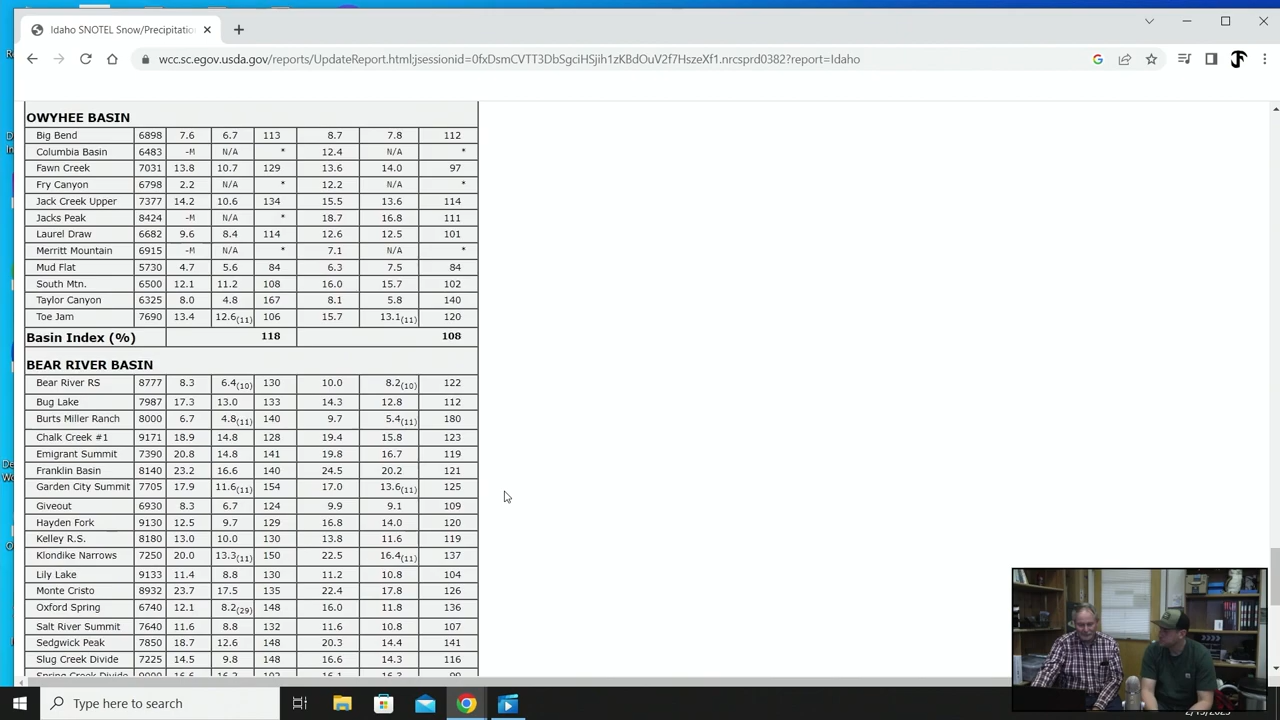 Idaho SNOTEL Snow/Precipitatio
wcc.sc.egov.usda.gov/reports/UpdateReport.html;jsessionid=0fxDsmCVTT3DbSgciHSjih1zKBdOuV2f7HszeXf1.nrcsprd0382?report=Idaho
OWYHEE BASIN
Big Bend 6898 7.6 6.7 113 8.7 7.8 112
Columbia Basin 6483 -M N/A * 12.4 N/A *
Fawn Creek 7031 13.8 10.7 129 13.6 14.0 97
Fry Canyon 6798 2.2 N/A * 12.2 N/A *
Jack Creek Upper 7377 14.2 10.6 134 15.5 13.6 114
Jacks Peak 8424 -M N/A * 18.7 16.8 111
Laurel Draw 6682 9.6 8.4 114 12.6 12.5 101
Merritt Mountain 6915 -M N/A * 7.1 N/A *
Mud Flat 5730 4.7 5.6 84 6.3 7.5 84
South Mtn. 6500 12.1 11.2 108 16.0 15.7 102
Taylor Canyon 6325 8.0 4.8 167 8.1 5.8 140
Toe Jam 7690 13.4 12.6(11) 106 15.7 13.1(11) 120
Basin Index (%) 118 108
BEAR RIVER BASIN
Bear River RS 8777 8.3 6.4(10) 130 10.0 8.2(10) 122
Bug Lake 7987 17.3 13.0 133 14.3 12.8 112
Burts Miller Ranch 8000 6.7 4.8(11) 140 9.7 5.4(11) 180
Chalk Creek #1 9171 18.9 14.8 128 19.4 15.8 123
Emigrant Summit 7390 20.8 14.8 141 19.8 16.7 119
Franklin Basin 8140 23.2 16.6 140 24.5 20.2 121
Garden City Summit 7705 17.9 11.6(11) 154 17.0 13.6(11) 125
Giveout 6930 8.3 6.7 124 9.9 9.1 109
Hayden Fork 9130 12.5 9.7 129 16.8 14.0 120
Kelley R.S. 8180 13.0 10.0 130 13.8 11.6 119
Klondike Narrows 7250 20.0 13.3(11) 150 22.5 16.4(11) 137
Lily Lake 9133 11.4 8.8 130 11.2 10.8 104
Monte Cristo 8932 23.7 17.5 135 22.4 17.8 126
Oxford Spring 6740 12.1 8.2(29) 148 16.0 11.8 136
Salt River Summit 7640 11.6 8.8 132 11.6 10.8 107
Sedgwick Peak 7850 18.7 12.6 148 20.3 14.4 141
Slug Creek Divide 7225 14.5 9.8 148 16.6 14.3 116
Spring Creek Divide
Type here to search